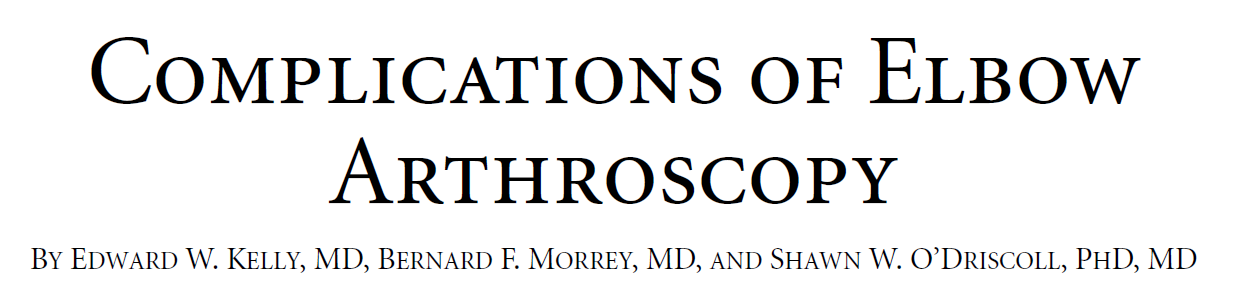 Complications of Elbow
Arthroscopy
By Edward W. Kelly, MD, Bernard F. Morrey, MD, and Shawn W. O’Driscoll, PhD, MD